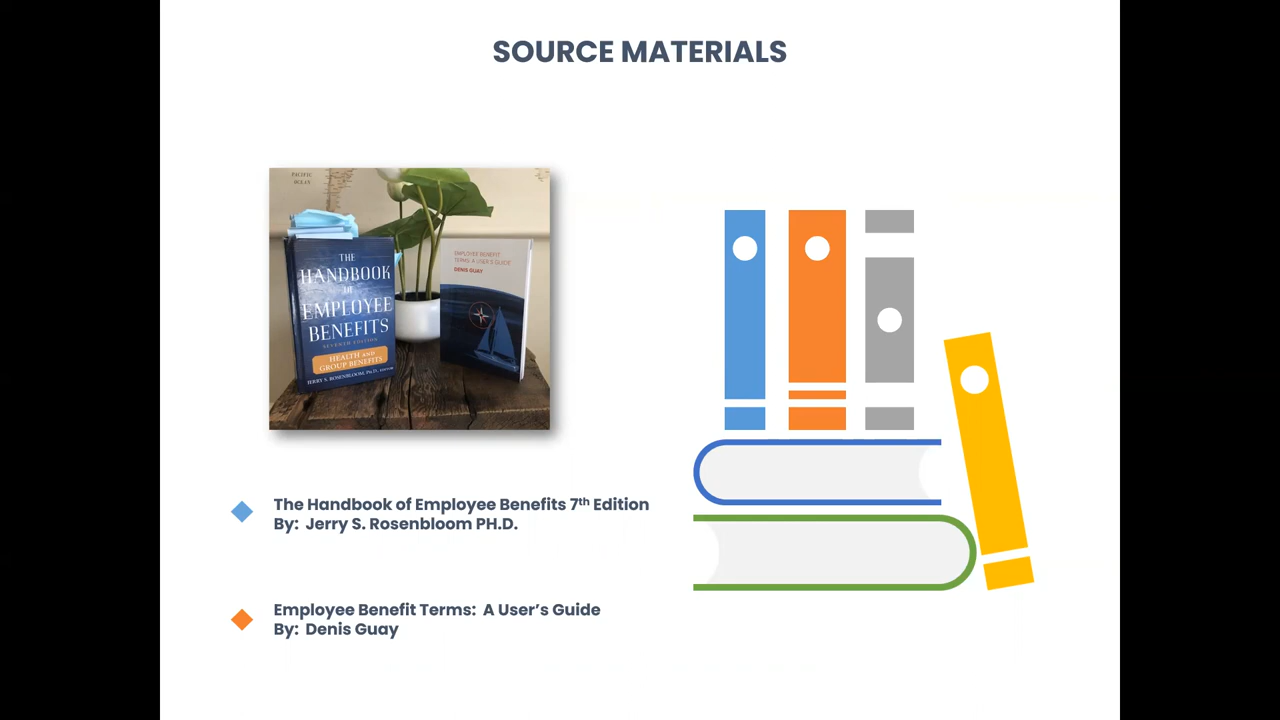 SOURCE MATERIALS
PACIFIC
OCEAN
THE
HANDBOOK
OF
EMPLOYEE
BENEFITS
SEVENTH EDITION
HEALTH AND
GROUP BENEFITS
JERRY S. ROSENBLOOM, PH.D., EDITOR
EMPLOYEE BENEFIT
TERMS: A USER'S GUIDE
DENIS GUAY
The Handbook of Employee Benefits 7th Edition
By: Jerry S. Rosenbloom PH.D.
Employee Benefit Terms: A User’s Guide
By: Denis Guay